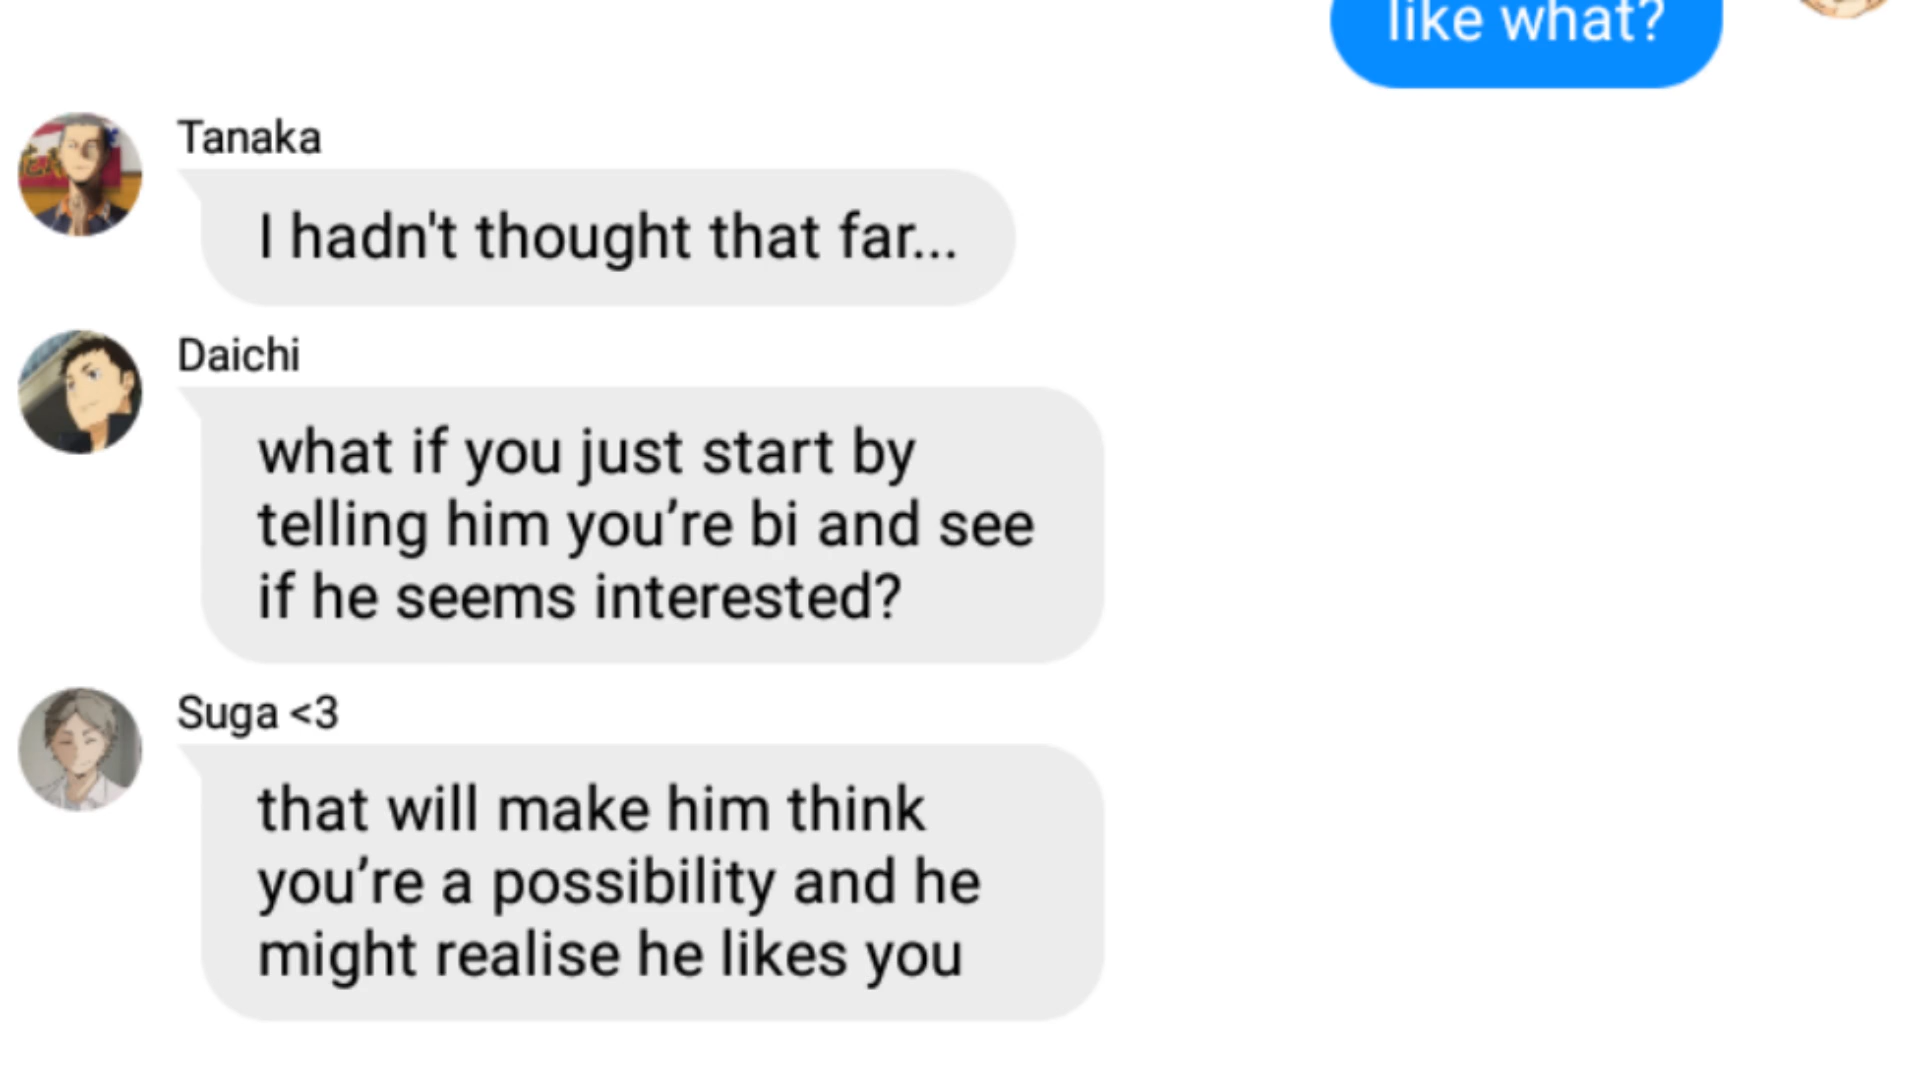 like what?
Tanaka
I hadn't thought that far...
Daichi
what if you just start by
telling him you’re bi and see
if he seems interested?
Suga <3
that will make him think
you’re a possibility and he
might realise he likes you